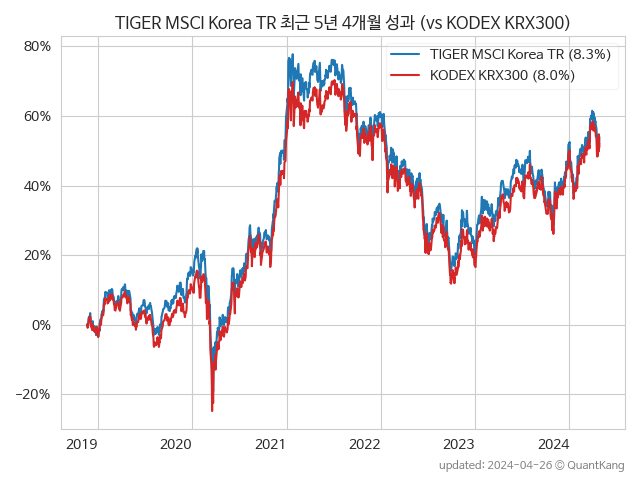 TIGER MSCI Korea TR 최근 5년 4개월 성과 (vs KODEX KRX300)
TIGER MSCI Korea TR (8.3%)
KODEX KRX300 (8.0%)
80%
60%
40%
20%
0%
−20%
2019 2020 2021 2022 2023 2024
updated: 2024-04-26 © QuantKang